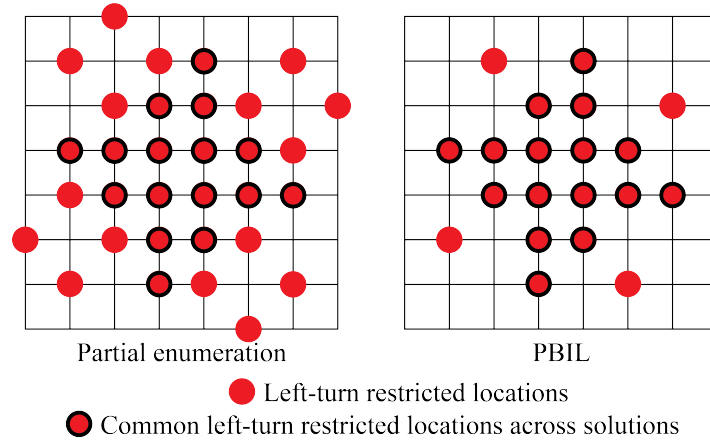 Partial enumeration
PBIL
Left-turn restricted locations
Common left-turn restricted locations across solutions